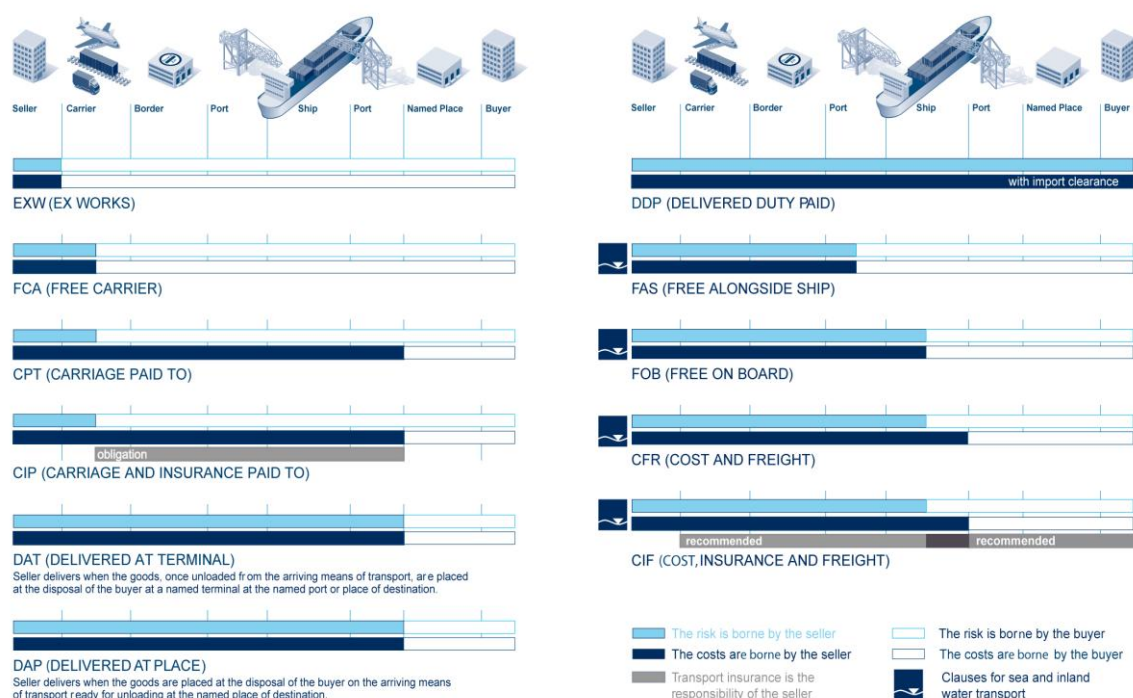 Seller Carrier Border Port Ship Port Named Place Buyer
EXW (EX WORKS)
FCA (FREE CARRIER)
CPT (CARRIAGE PAID TO)
obligation
CIP (CARRIAGE AND INSURANCE PAID TO)
DAT (DELIVERED AT TERMINAL)
Seller delivers when the goods, once unloaded from the arriving means of transport, are placed
at the disposal of the buyer at a named terminal at the named port or place of destination.
DAP (DELIVERED AT PLACE)
Seller delivers when the goods are placed at the disposal of the buyer on the arriving means
of transport ready for unloading at the named place of destination.
Seller Carrier Border Port Ship Port Named Place Buyer
with import clearance
DDP (DELIVERED DUTY PAID)
FAS (FREE ALONGSIDE SHIP)
FOB (FREE ON BOARD)
CFR (COST AND FREIGHT)
recommended recommended
CIF (COST, INSURANCE AND FREIGHT)
The risk is borne by the seller
The costs are borne by the seller
Transport insurance is the
responsibility of the seller
The risk is borne by the buyer
The costs are borne by the buyer
Clauses for sea and inland
water transport